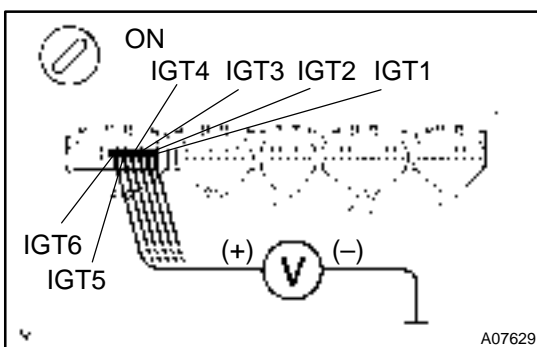 ON
IGT4 IGT3 IGT2 IGT1
IGT6
IGT5
(+) V (–)
A07629